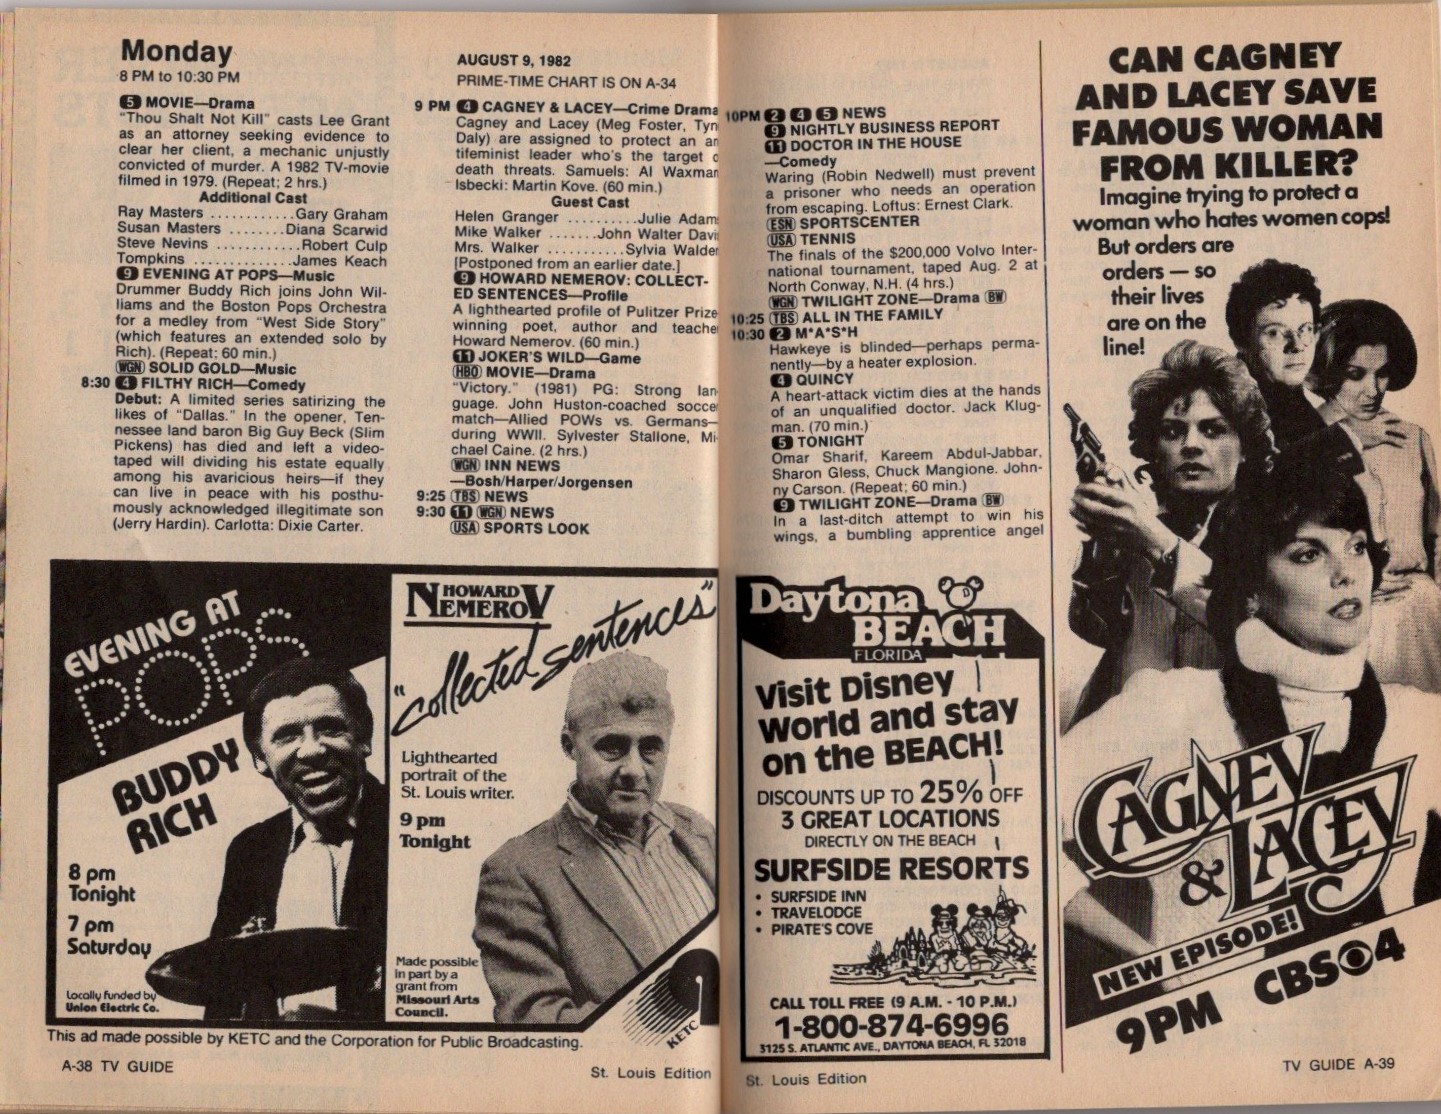 Monday
8 PM to 10:30 PM
5 MOVIE—Drama
"Thou Shalt Not Kill" casts Lee Grant
as an attorney seeking evidence to
clear her client, a mechanic unjustly
convicted of murder. A 1982 TV-movie
filmed in 1979. (Repeat; 2 hrs.)
Additional Cast
Ray Masters ............Gary Graham
Susan Masters ........Diana Scarwid
Steve Nevins ............Robert Culp
Tompkins ................James Keach
9 EVENING AT POPS—Music
Drummer Buddy Rich joins John Wil-
liams and the Boston Pops Orchestra
for a medley from "West Side Story"
(which features an extended solo by
Rich). (Repeat; 60 min.)
WGN SOLID GOLD—Music
8:30 4 FILTHY RICH—Comedy
Debut: A limited series satirizing the
likes of "Dallas." In the opener, Ten-
nessee land baron Big Guy Beck (Slim
Pickens) has died and left a video-
taped will dividing his estate equally
among his avaricious heirs—if they
can live in peace with his posthu-
mously acknowledged illegitimate son
(Jerry Hardin). Carlotta: Dixie Carter.
AUGUST 9, 1982
PRIME-TIME CHART IS ON A-34
9 PM 4 CAGNEY & LACEY—Crime Drama
Cagney and Lacey (Meg Foster, Tyn
Daly) are assigned to protect an an
tifeminist leader who's the target o
death threats. Samuels: Al Waxman
Isbecki: Martin Kove. (60 min.)
Guest Cast
Helen Granger ..........Julie Adam
Mike Walker .......John Walter Davi
Mrs. Walker ...........Sylvia Walde
[Postponed from an earlier date.]
9 HOWARD NEMEROV: COLLECT-
ED SENTENCES—Profile
A lighthearted profile of Pulitzer Prize
winning poet, author and teache
Howard Nemerov. (60 min.)
11 JOKER'S WILD—Game
HBO MOVIE—Drama
"Victory." (1981) PG: Strong lan
guage. John Huston-coached socce
match—Allied POWs vs. Germans—
during WWII. Sylvester Stallone, Mi
chael Caine. (2 hrs.)
WGN INN NEWS
—Bosh/Harper/Jorgensen
9:25 TBS NEWS
9:30 11 WGN NEWS
USA SPORTS LOOK
EVENING AT
POPS
BUDDY
RICH
8 pm
Tonight
7 pm
Saturday
Locally funded by
Union Electric Co.
HOWARD
NEMEROV
"collected sentences"
Lighthearted
portrait of the
St. Louis writer.
9 pm
Tonight
Made possible
in part by a
grant from
Missouri Arts
Council.
KETC
This ad made possible by KETC and the Corporation for Public Broadcasting.
A-38 TV GUIDE
St. Louis Edition
10PM 2 4 5 NEWS
9 NIGHTLY BUSINESS REPORT
11 DOCTOR IN THE HOUSE
—Comedy
Waring (Robin Nedwell) must prevent
a prisoner who needs an operation
from escaping. Loftus: Ernest Clark.
ESN SPORTSCENTER
USA TENNIS
The finals of the $200,000 Volvo Inter-
national tournament, taped Aug. 2 at
North Conway, N.H. (4 hrs.)
WGN TWILIGHT ZONE—Drama BW
10:25 TBS ALL IN THE FAMILY
10:30 2 M*A*S*H
Hawkeye is blinded—perhaps perma-
nently—by a heater explosion.
4 QUINCY
A heart-attack victim dies at the hands
of an unqualified doctor. Jack Klug-
man. (70 min.)
5 TONIGHT
Omar Sharif, Kareem Abdul-Jabbar,
Sharon Gless, Chuck Mangione. John-
ny Carson. (Repeat; 60 min.)
9 TWILIGHT ZONE—Drama BW
In a last-ditch attempt to win his
wings, a bumbling apprentice angel
Daytona
BEACH
FLORIDA
Visit Disney
World and stay
on the BEACH!
DISCOUNTS UP TO 25% OFF
3 GREAT LOCATIONS
DIRECTLY ON THE BEACH
SURFSIDE RESORTS
• SURFSIDE INN
• TRAVELODGE
• PIRATE'S COVE
CALL TOLL FREE (9 A.M. - 10 P.M.)
1-800-874-6996
3125 S. ATLANTIC AVE., DAYTONA BEACH, FL 32018
St. Louis Edition
CAN CAGNEY
AND LACEY SAVE
FAMOUS WOMAN
FROM KILLER?
Imagine trying to protect a
woman who hates women cops!
But orders are
orders — so
their lives
are on the
line!
CAGNEY
& LACEY
NEW EPISODE!
9PM CBS 4
TV GUIDE A-39